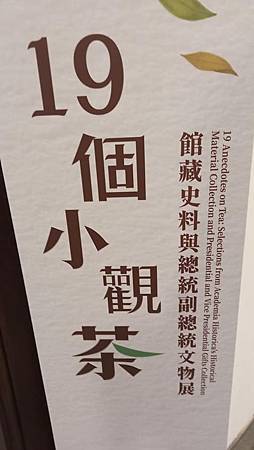 19
個
小
觀
茶
館藏史料與總統副總統文物展
19 Anecdotes on Tea: Selections from Academia Historica's Historical
Material Collection and Presidential and Vice Presidential Gifts Collection